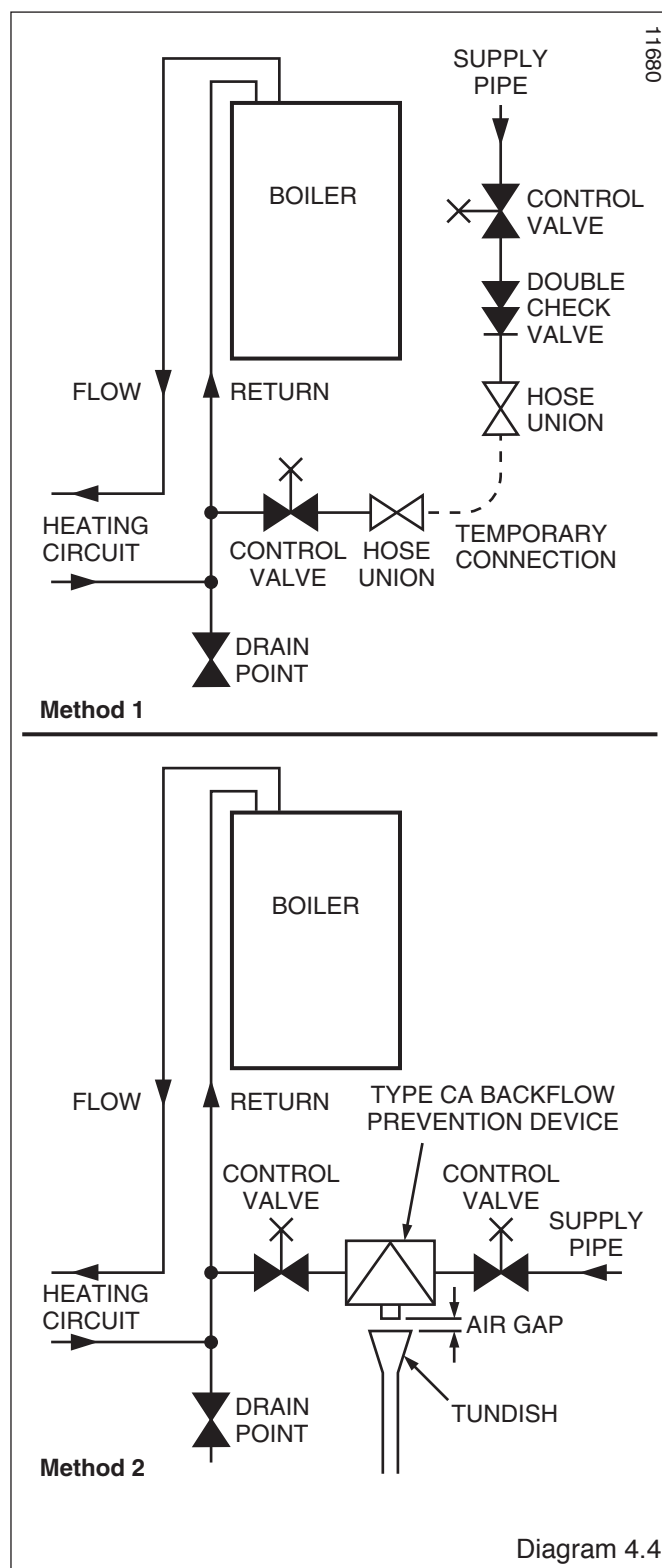 11680
SUPPLY
PIPE
BOILER
CONTROL
VALVE
DOUBLE
CHECK
VALVE
FLOW
RETURN
HOSE
UNION
HEATING
CIRCUIT
CONTROL
VALVE
HOSE
UNION
TEMPORARY
CONNECTION
DRAIN
POINT
Method 1
BOILER
FLOW
RETURN
TYPE CA BACKFLOW
PREVENTION DEVICE
CONTROL
VALVE
CONTROL
VALVE
SUPPLY
PIPE
HEATING
CIRCUIT
AIR GAP
TUNDISH
DRAIN
POINT
Method 2
Diagram 4.4